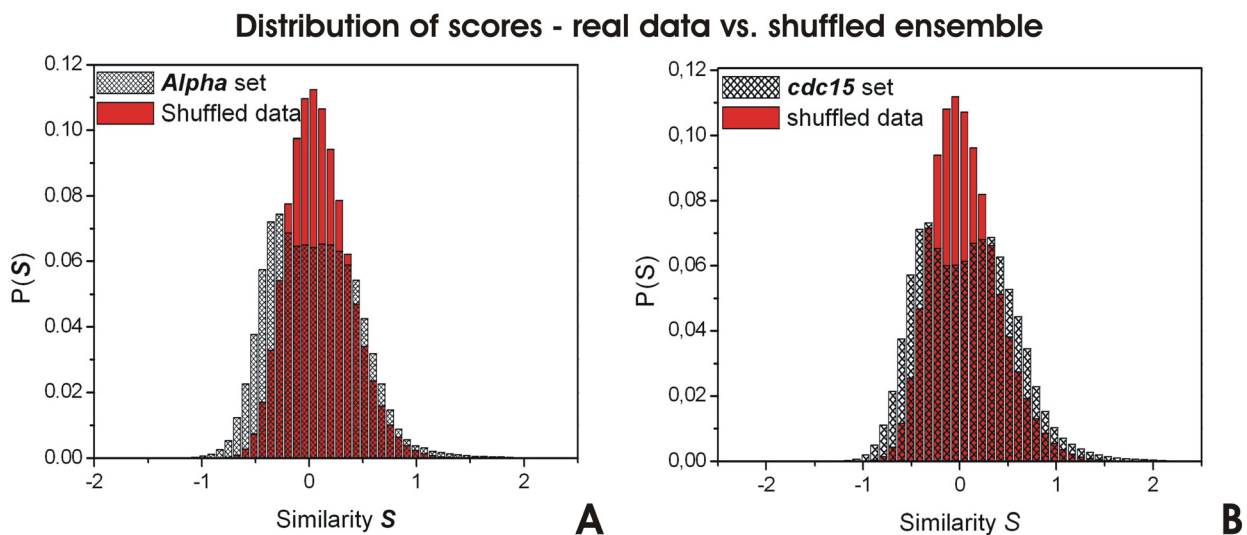 Distribution of scores - real data vs. shuffled ensemble
0.12
0.10
0.08
0.06
0.04
0.02
0.00
P(S)
Alpha set
Shuffled data
-2
-1
0
1
2
Similarity S
A
0.12
0,10
0,08
0,06
0,04
0,02
0,00
P(S)
cdc15 set
shuffled data
-2
-1
0
1
2
Similarity S
B